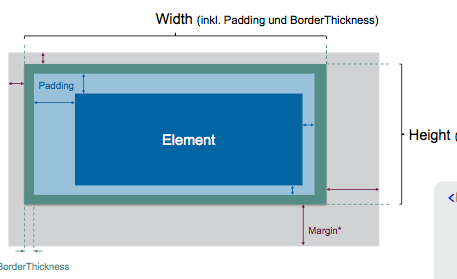 Width (inkl. Padding und BorderThickness)
Padding
Element
Height (
<
Margin*
BorderThickness